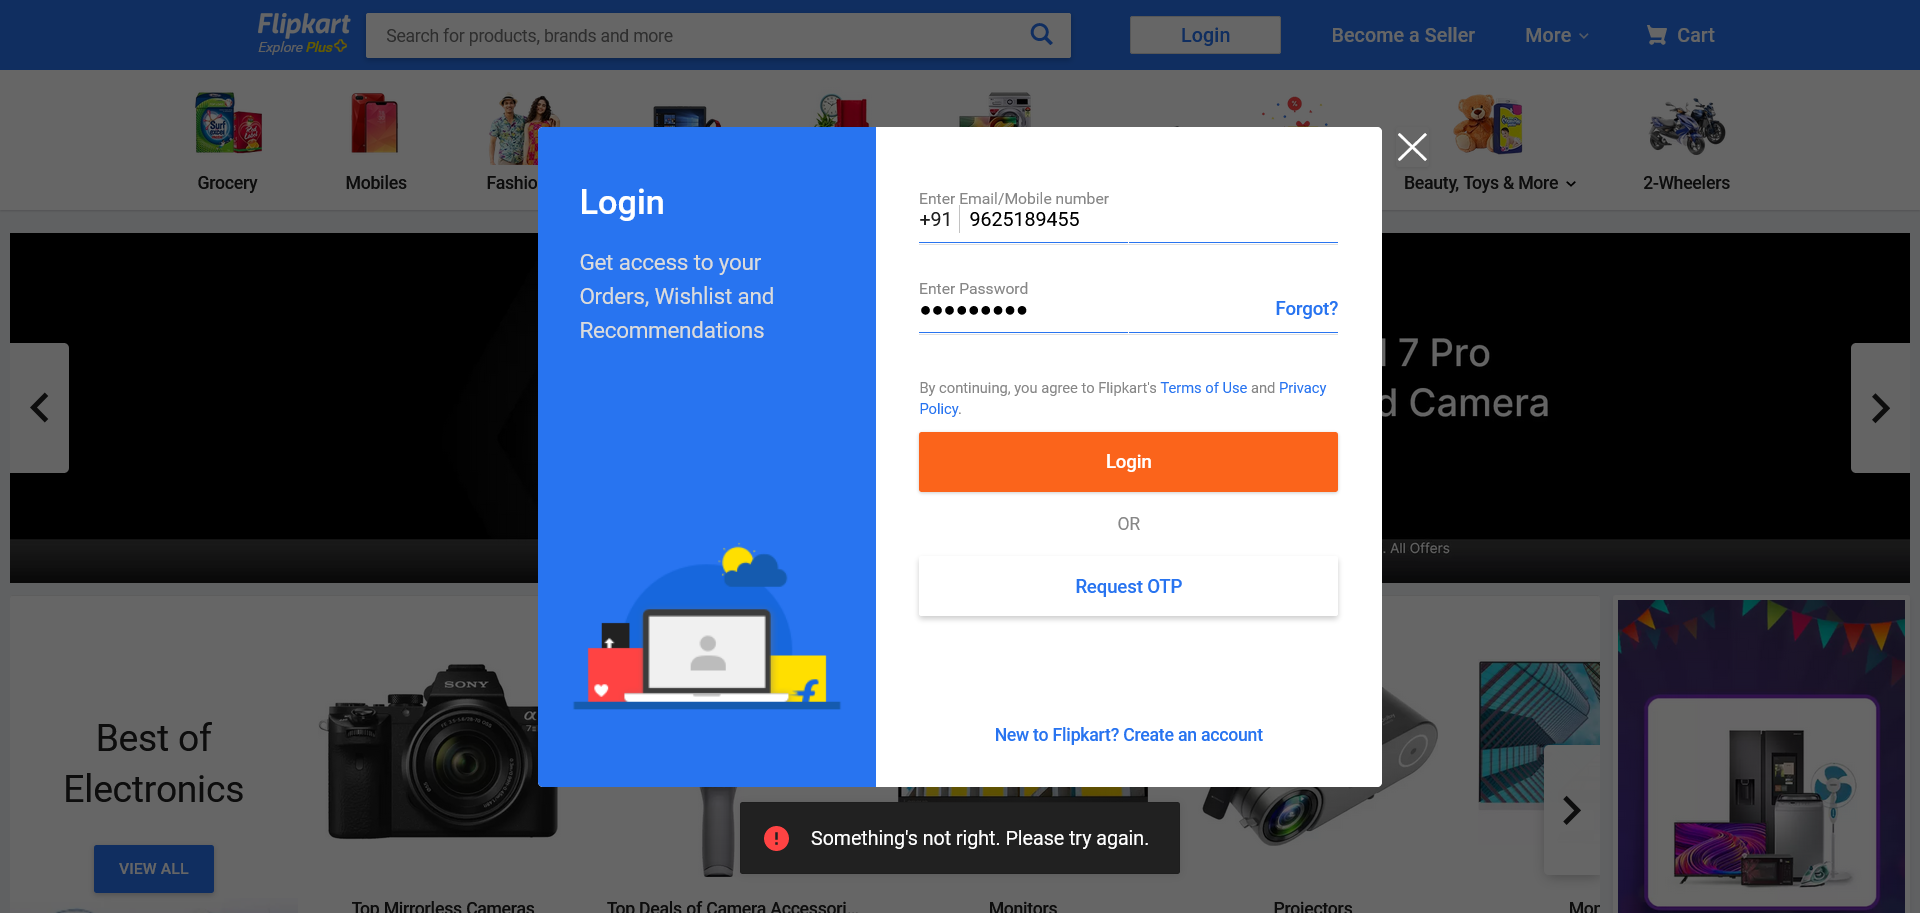 Flipkart
Explore Plus
Search for products, brands and more
Login
Become a Seller
More
Cart
Grocery
Mobiles
Fashio
Beauty, Toys & More
2-Wheelers
Login
Get access to your
Orders, Wishlist and
Recommendations
Enter Email/Mobile number
+91 9625189455
Enter Password
Forgot?
By continuing, you agree to Flipkart's Terms of Use and Privacy
Policy.
Login
OR
Request OTP
New to Flipkart? Create an account
7 Pro
d Camera
. All Offers
Best of
Electronics
VIEW ALL
SONY
Something's not right. Please try again.
Top Mirrorless Cameras
Top Deals of Camera Accessori...
Monitors
Projectors
Mon